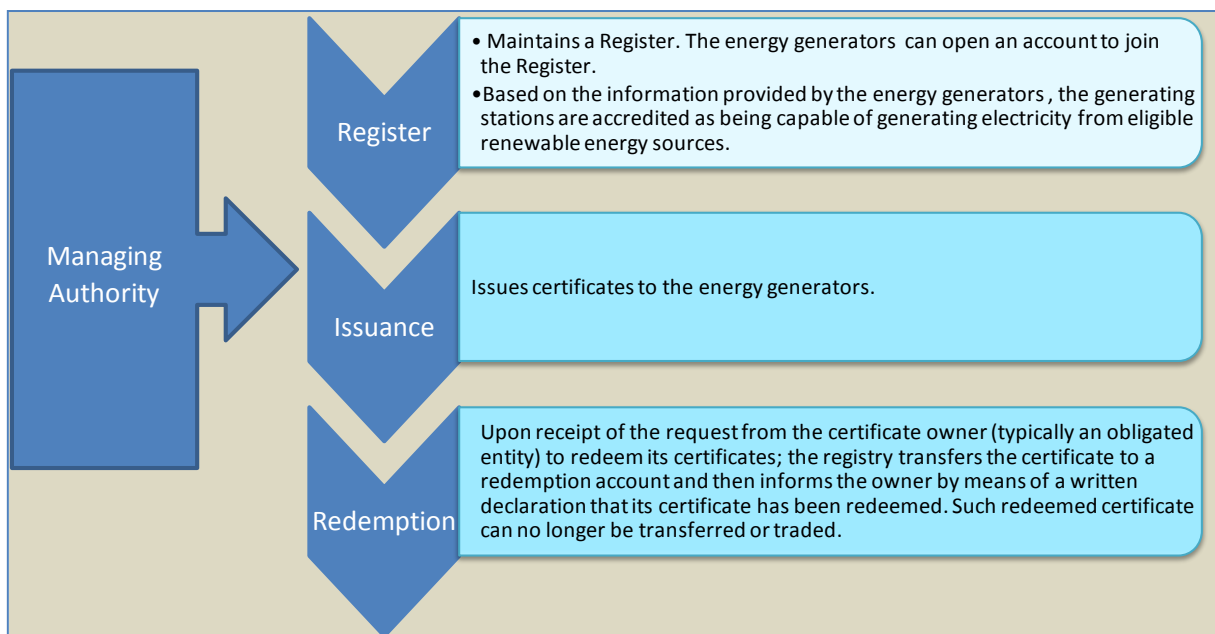 Managing
Authority
Register
• Maintains a Register. The energy generators can open an account to join
the Register.
•Based on the information provided by the energy generators , the generating
stations are accredited as being capable of generating electricity from eligible
renewable energy sources.
Issuance
Issues certificates to the energy generators.
Redemption
Upon receipt of the request from the certificate owner (typically an obligated
entity) to redeem its certificates; the registry transfers the certificate to a
redemption account and then informs the owner by means of a written
declaration that its certificate has been redeemed. Such redeemed certificate
can no longer be transferred or traded.